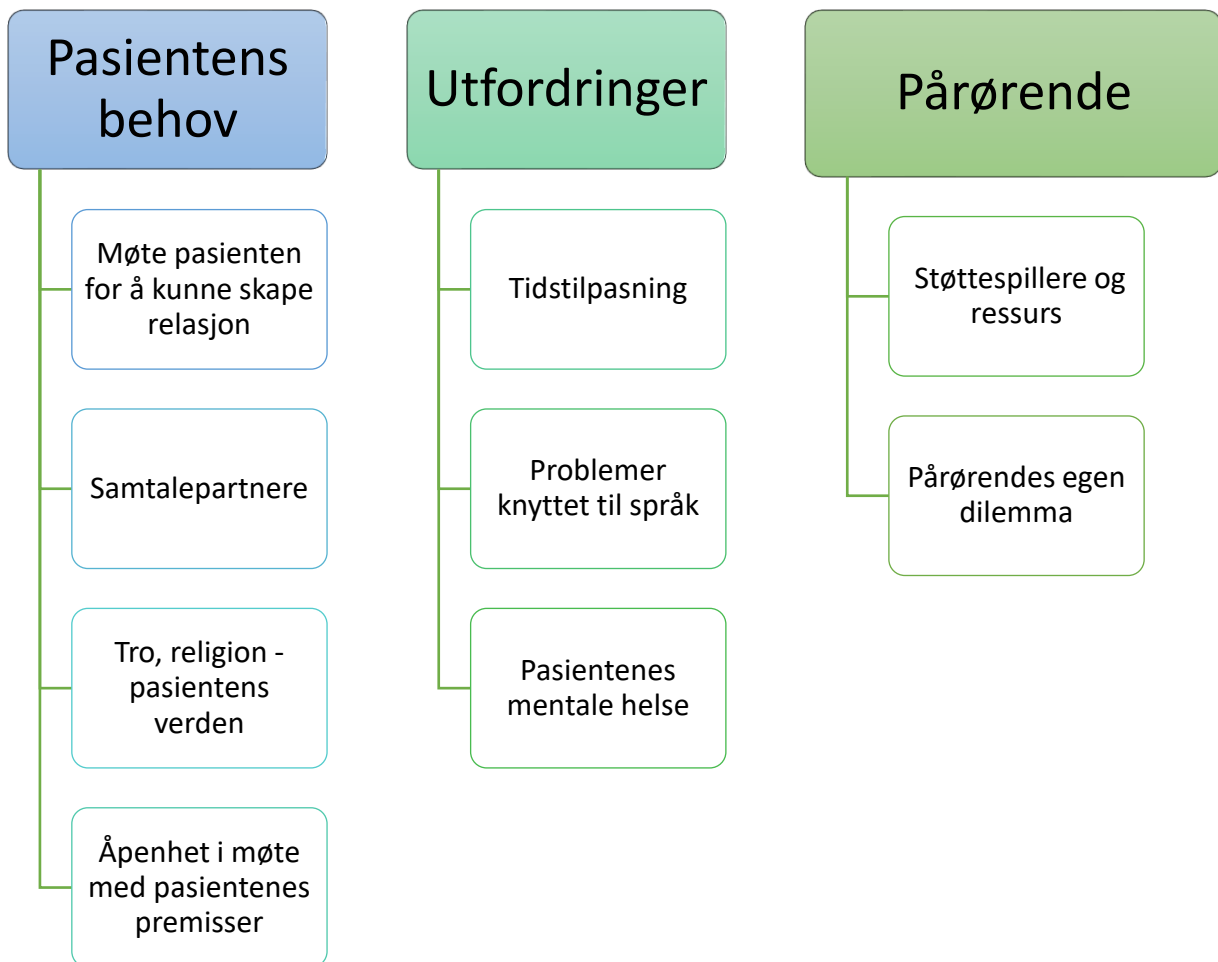 Pasientens
behov
Møte pasienten
for å kunne skape
relasjon
Samtalepartnere
Tro, religion -
pasientens
verden
Åpenhet i møte
med pasientenes
premisser
Utfordringer
Tidstilpasning
Problemer
knyttet til språk
Pasientenes
mentale helse
Pårørende
Støttespillere og
ressurs
Pårørendes egen
dilemma